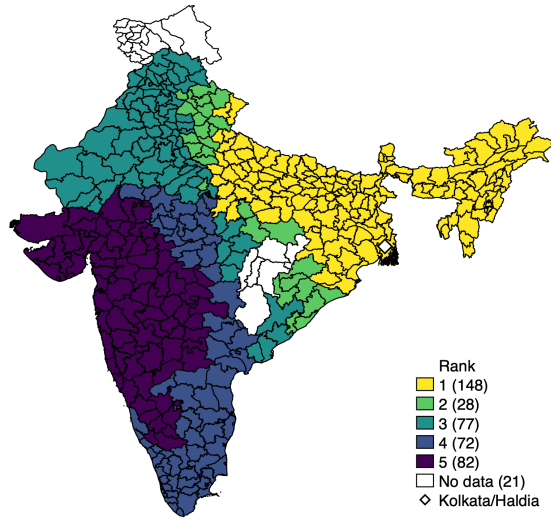 Rank
1 (148)
2 (28)
3 (77)
4 (72)
5 (82)
No data (21)
Kolkata/Haldia